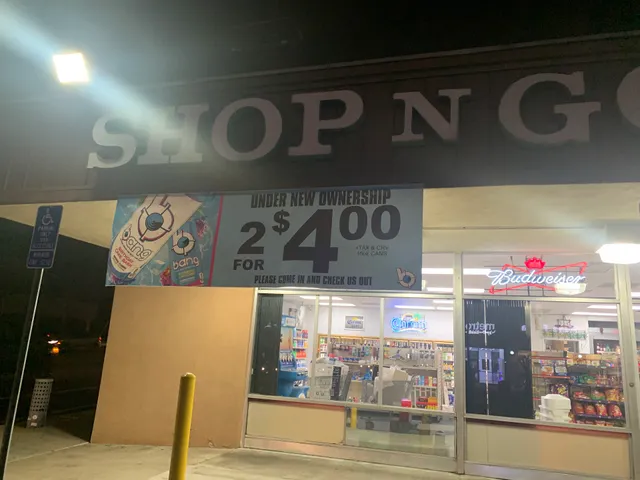 SHOP N GO
UNDER NEW OWNERSHIP
2 FOR $4.00
PLEASE COME IN AND CHECK US OUT
bang
bang
Budweiser
metro